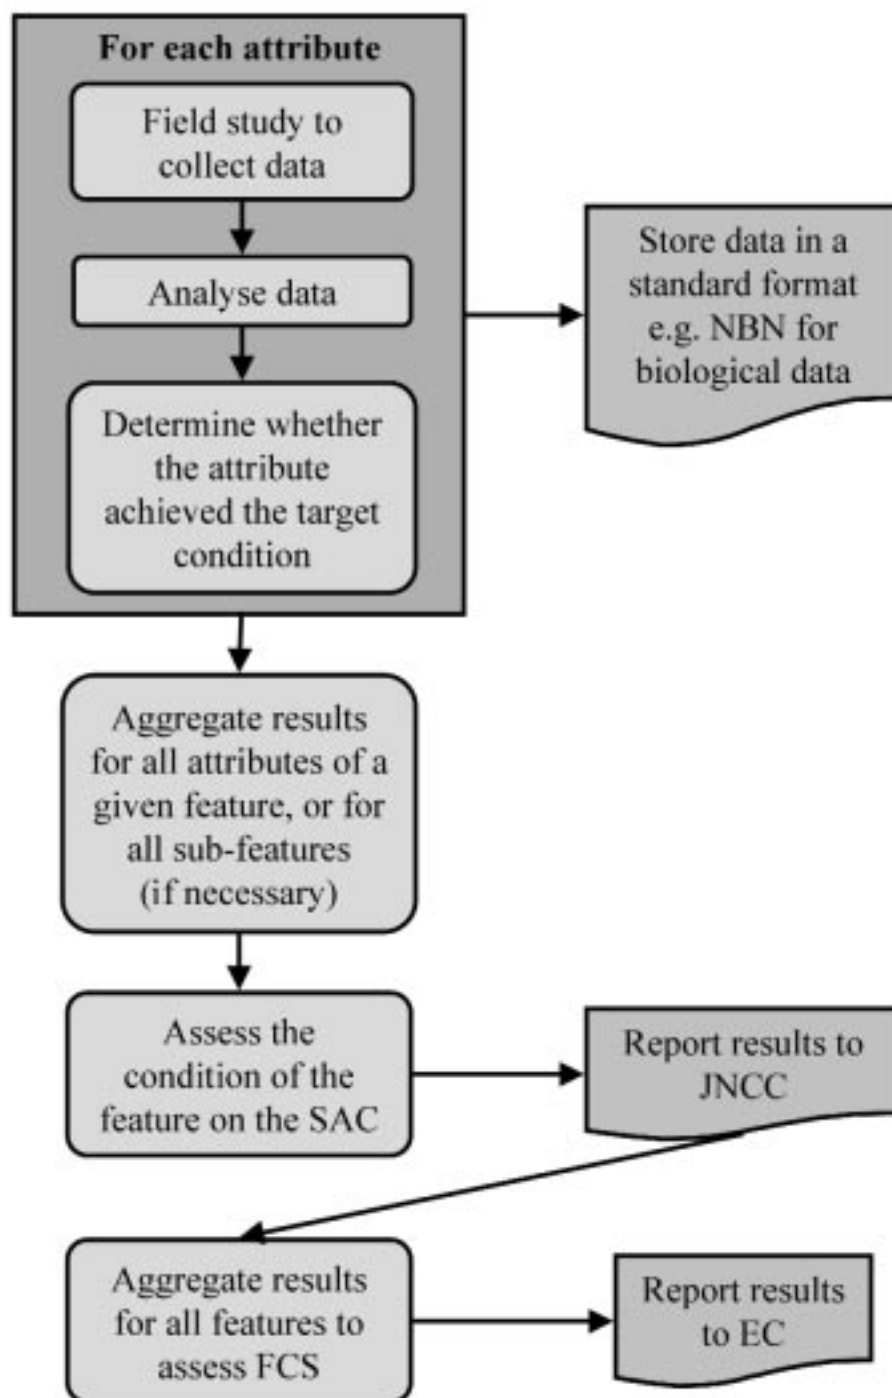 For each attribute
Field study to
collect data
Analyse data
Determine whether
the attribute
achieved the target
condition
Store data in a
standard format
e.g. NBN for
biological data
Aggregate results
for all attributes of a
given feature, or for
all sub-features
(if necessary)
Assess the
condition of the
feature on the SAC
Report results to
JNCC
Aggregate results
for all features to
assess FCS
Report results
to EC